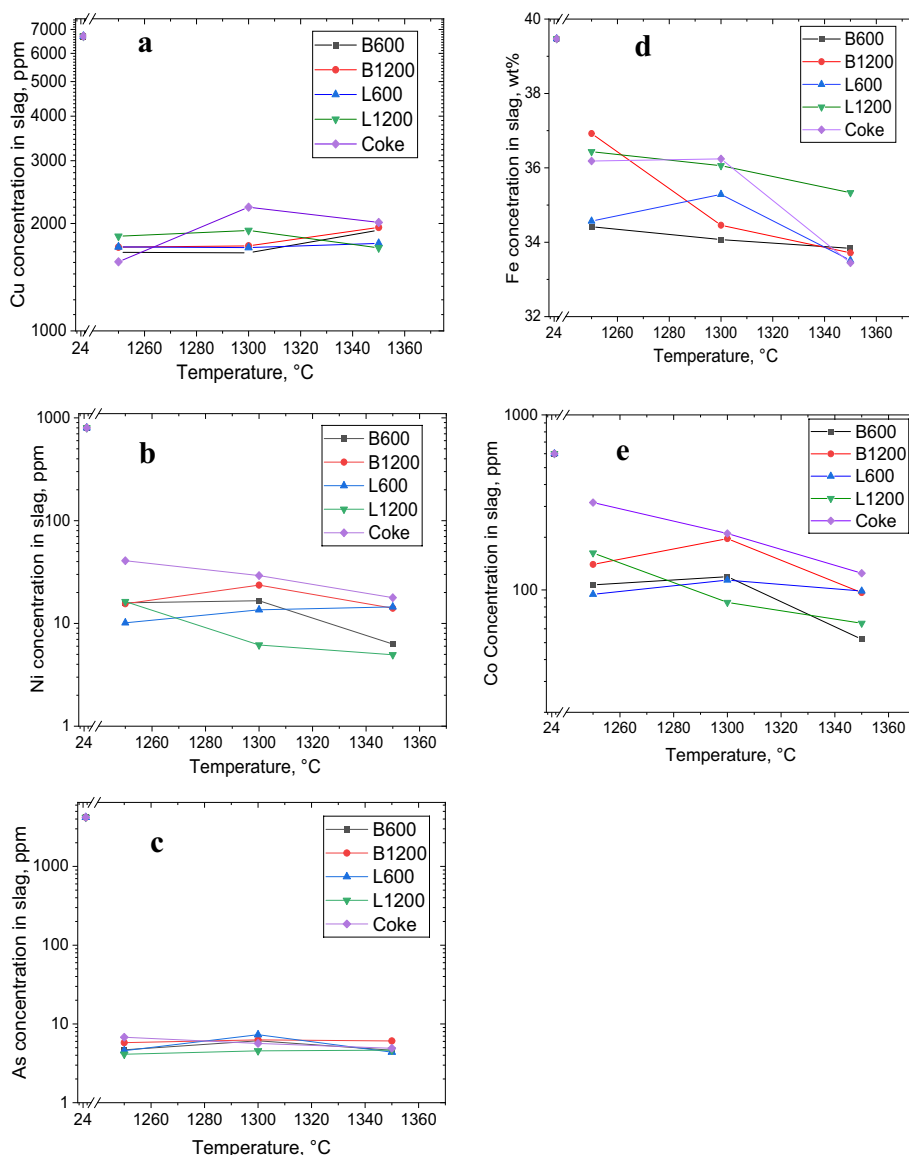 a
Cu concentration in slag, ppm
7000
6000
5000
4000
3000
2000
1000
B600
B1200
L600
L1200
Coke
24 1260 1280 1300 1320 1340 1360
Temperature, °C
d
Fe concetration in slag, wt%
40
38
36
34
32
B600
B1200
L600
L1200
Coke
24 1260 1280 1300 1320 1340 1360
Temperature, °C
b
Ni concentration in slag, ppm
1000
100
10
1
B600
B1200
L600
L1200
Coke
24 1260 1280 1300 1320 1340 1360
Temperature, °C
e
Co Concentration in slag, ppm
1000
100
B600
B1200
L600
L1200
Coke
24 1260 1280 1300 1320 1340 1360
Temperature, °C
c
As concentration in slag, ppm
1000
100
10
1
B600
B1200
L600
L1200
Coke
24 1260 1280 1300 1320 1340 1360
Temperature, °C